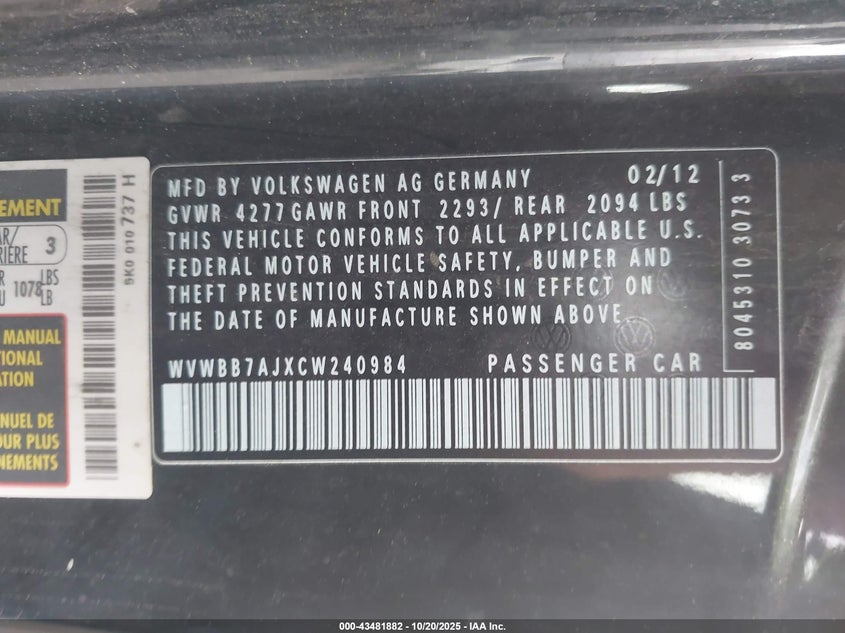 EMENT
AR/
RIÈRE 3
R
U 1078 LBS
LB
5K0 010 737 H
MANUAL
TIONAL
ATION
NUEL DE
OUR PLUS
NEMENTS
MFD BY VOLKSWAGEN AG GERMANY 02/12
GVWR 4277 GAWR FRONT 2293/ REAR 2094 LBS
THIS VEHICLE CONFORMS TO ALL APPLICABLE U.S.
FEDERAL MOTOR VEHICLE SAFETY, BUMPER AND
THEFT PREVENTION STANDARDS IN EFFECT ON
THE DATE OF MANUFACTURE SHOWN ABOVE.
WVWBB7AJXCW240984 PASSENGER CAR
8045310 3073 3
000-43481882 - 10/20/2025 - IAA Inc.